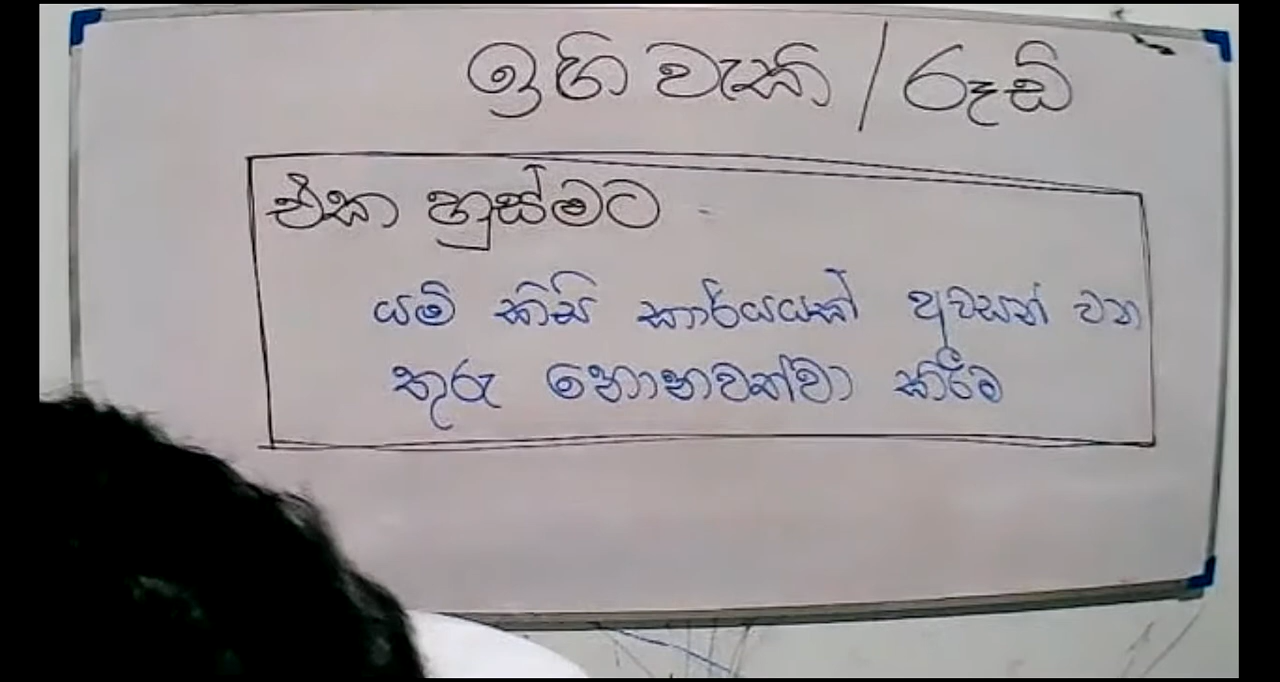 ඉඟි වැකි / රූඩි
එක හුස්මට
යම් කිසි කාර්යයක් අවසන් වන
තුරු නොනවත්වා කිරීම